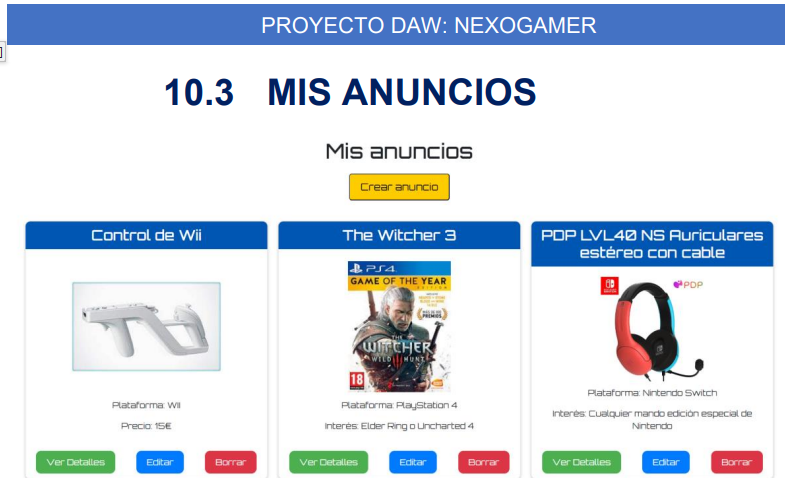 PROYECTO DAW: NEXOGAMER
10.3 MIS ANUNCIOS
Mis anuncios
Crear anuncio
Control de Wii
Plataforma: WII
Precio: 15€
Ver Detalles
Editar
Borrar
The Witcher 3
PS4
GAME OF THE YEAR
EDITION
PREMIOS
THE
WITCHER
WILD HUNT
18
Plataforma: PlayStation 4
Interés: Elder Ring o Uncharted 4
Ver Detalles
Editar
Borrar
PDP LVL40 NS Auriculares
estéreo con cable
PDP
Plataforma: Nintendo Switch
Interés: Cualquier mando edición especial de
Nintendo
Ver Detalles
Editar
Borrar